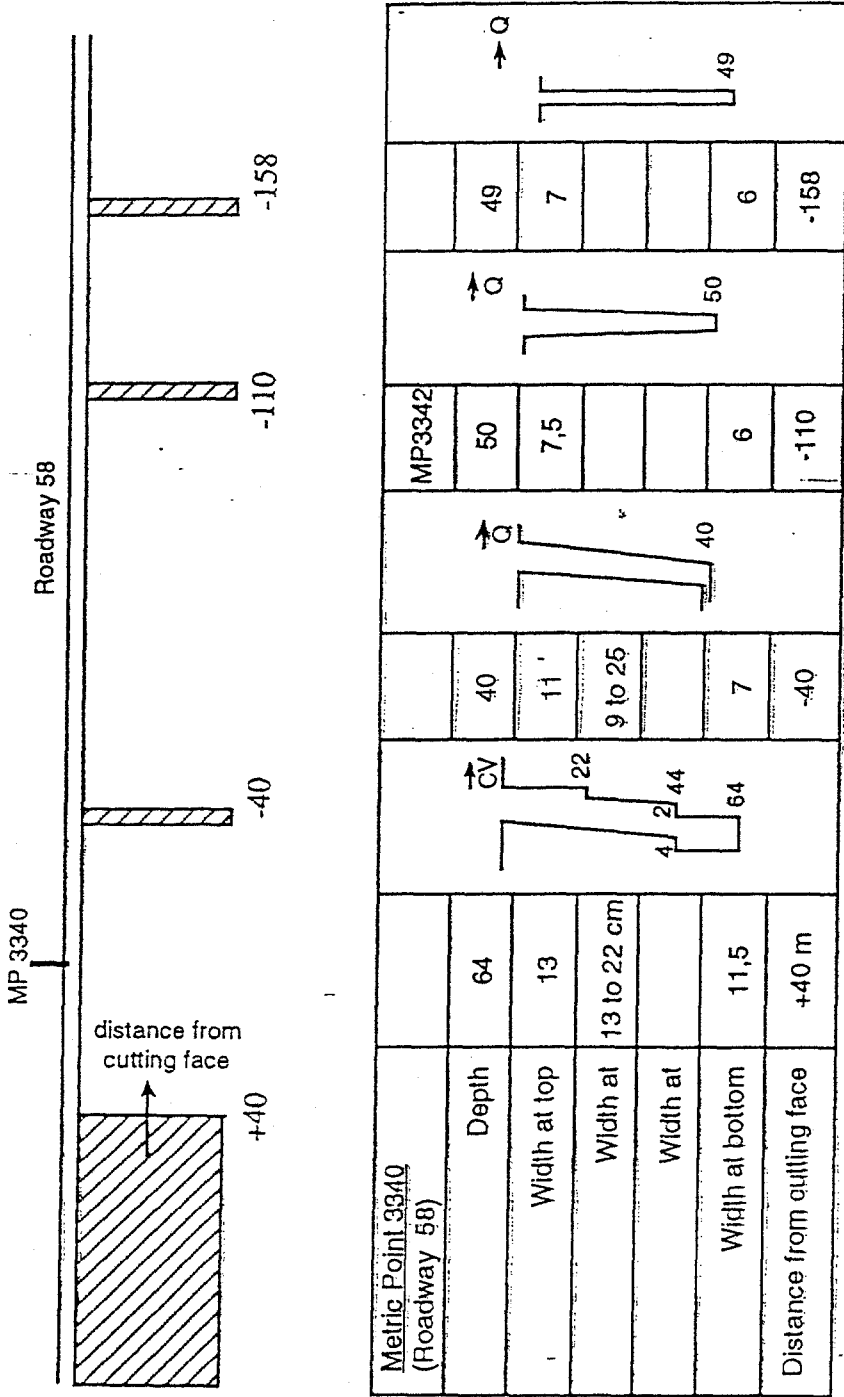 Roadway 58
MP 3340
distance from
cutting face
+40
-40
-110
-158
Metric Point 3340
(Roadway 58)
MP3342
Depth
64
40
50
49
Width at top
13
11
7,5
7
Width at
13 to 22 cm
9 to 25
Width at
Width at bottom
11,5
7
6
6
Distance from cutting face
+40 m
-40
-110
-158
CV
22
44
2
4
64
Q
40
Q
50
Q
49